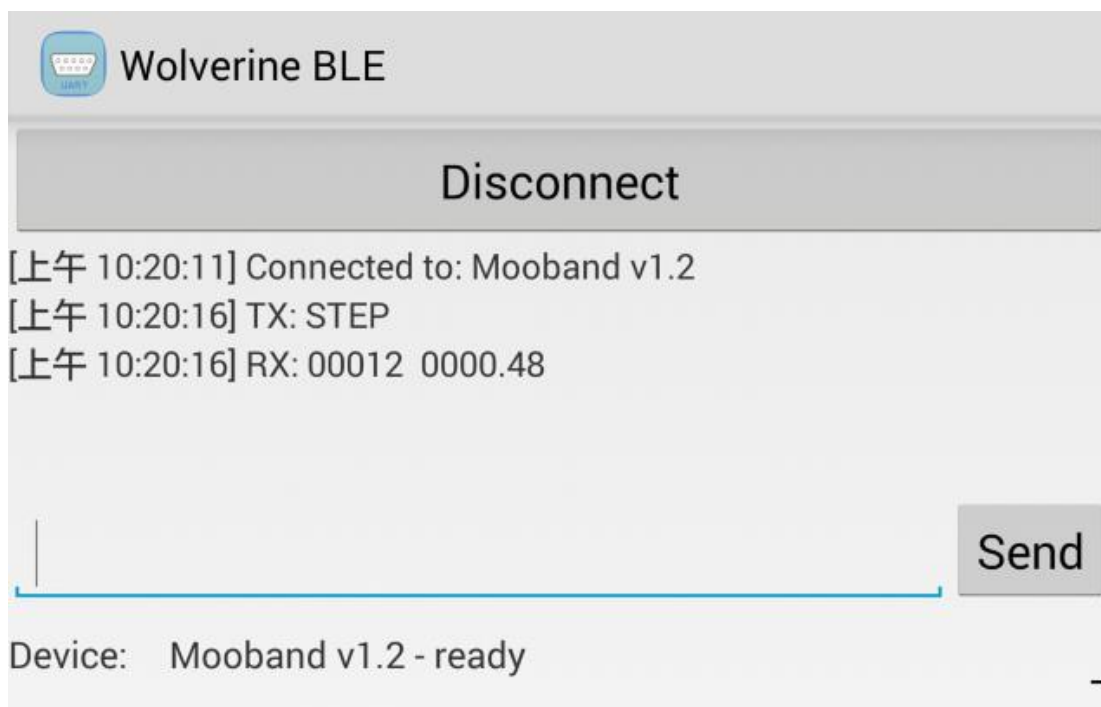 UART
Wolverine BLE
Disconnect
[上午 10:20:11] Connected to: Mooband v1.2
[上午 10:20:16] TX: STEP
[上午 10:20:16] RX: 00012  0000.48
Send
Device:    Mooband v1.2 - ready